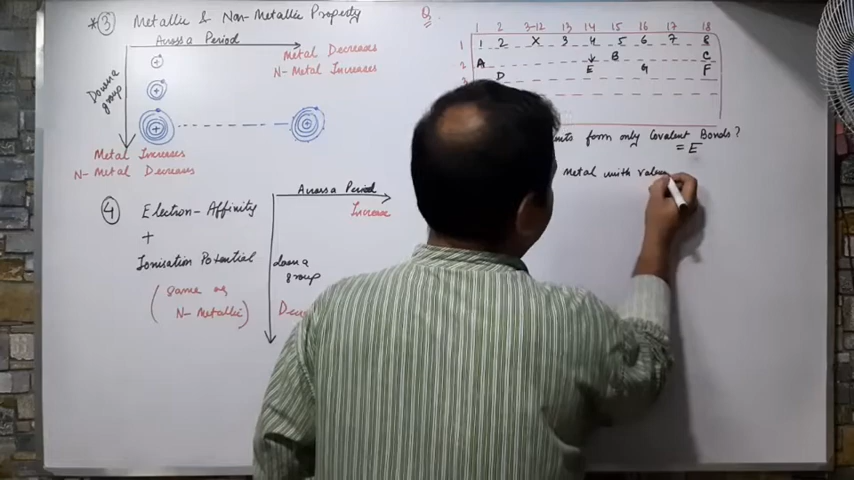 *③ Metallic & Non-Metallic Property
Across a Period
Metal Decreases
N-Metal Increases
Down a
group
Metal Increases
N-Metal Decreases
④ Electron-Affinity
+
Ionisation Potential
(same as
N-Metallic)
Across a Period
Increase
down a
group
Q.
1 2 3-12 13 14 15 16 17 18
1 1 2 X 3 4 5 6 7 8
2 A ↓ B C
D E G F
form only Covalent Bonds?
= E
Metal with